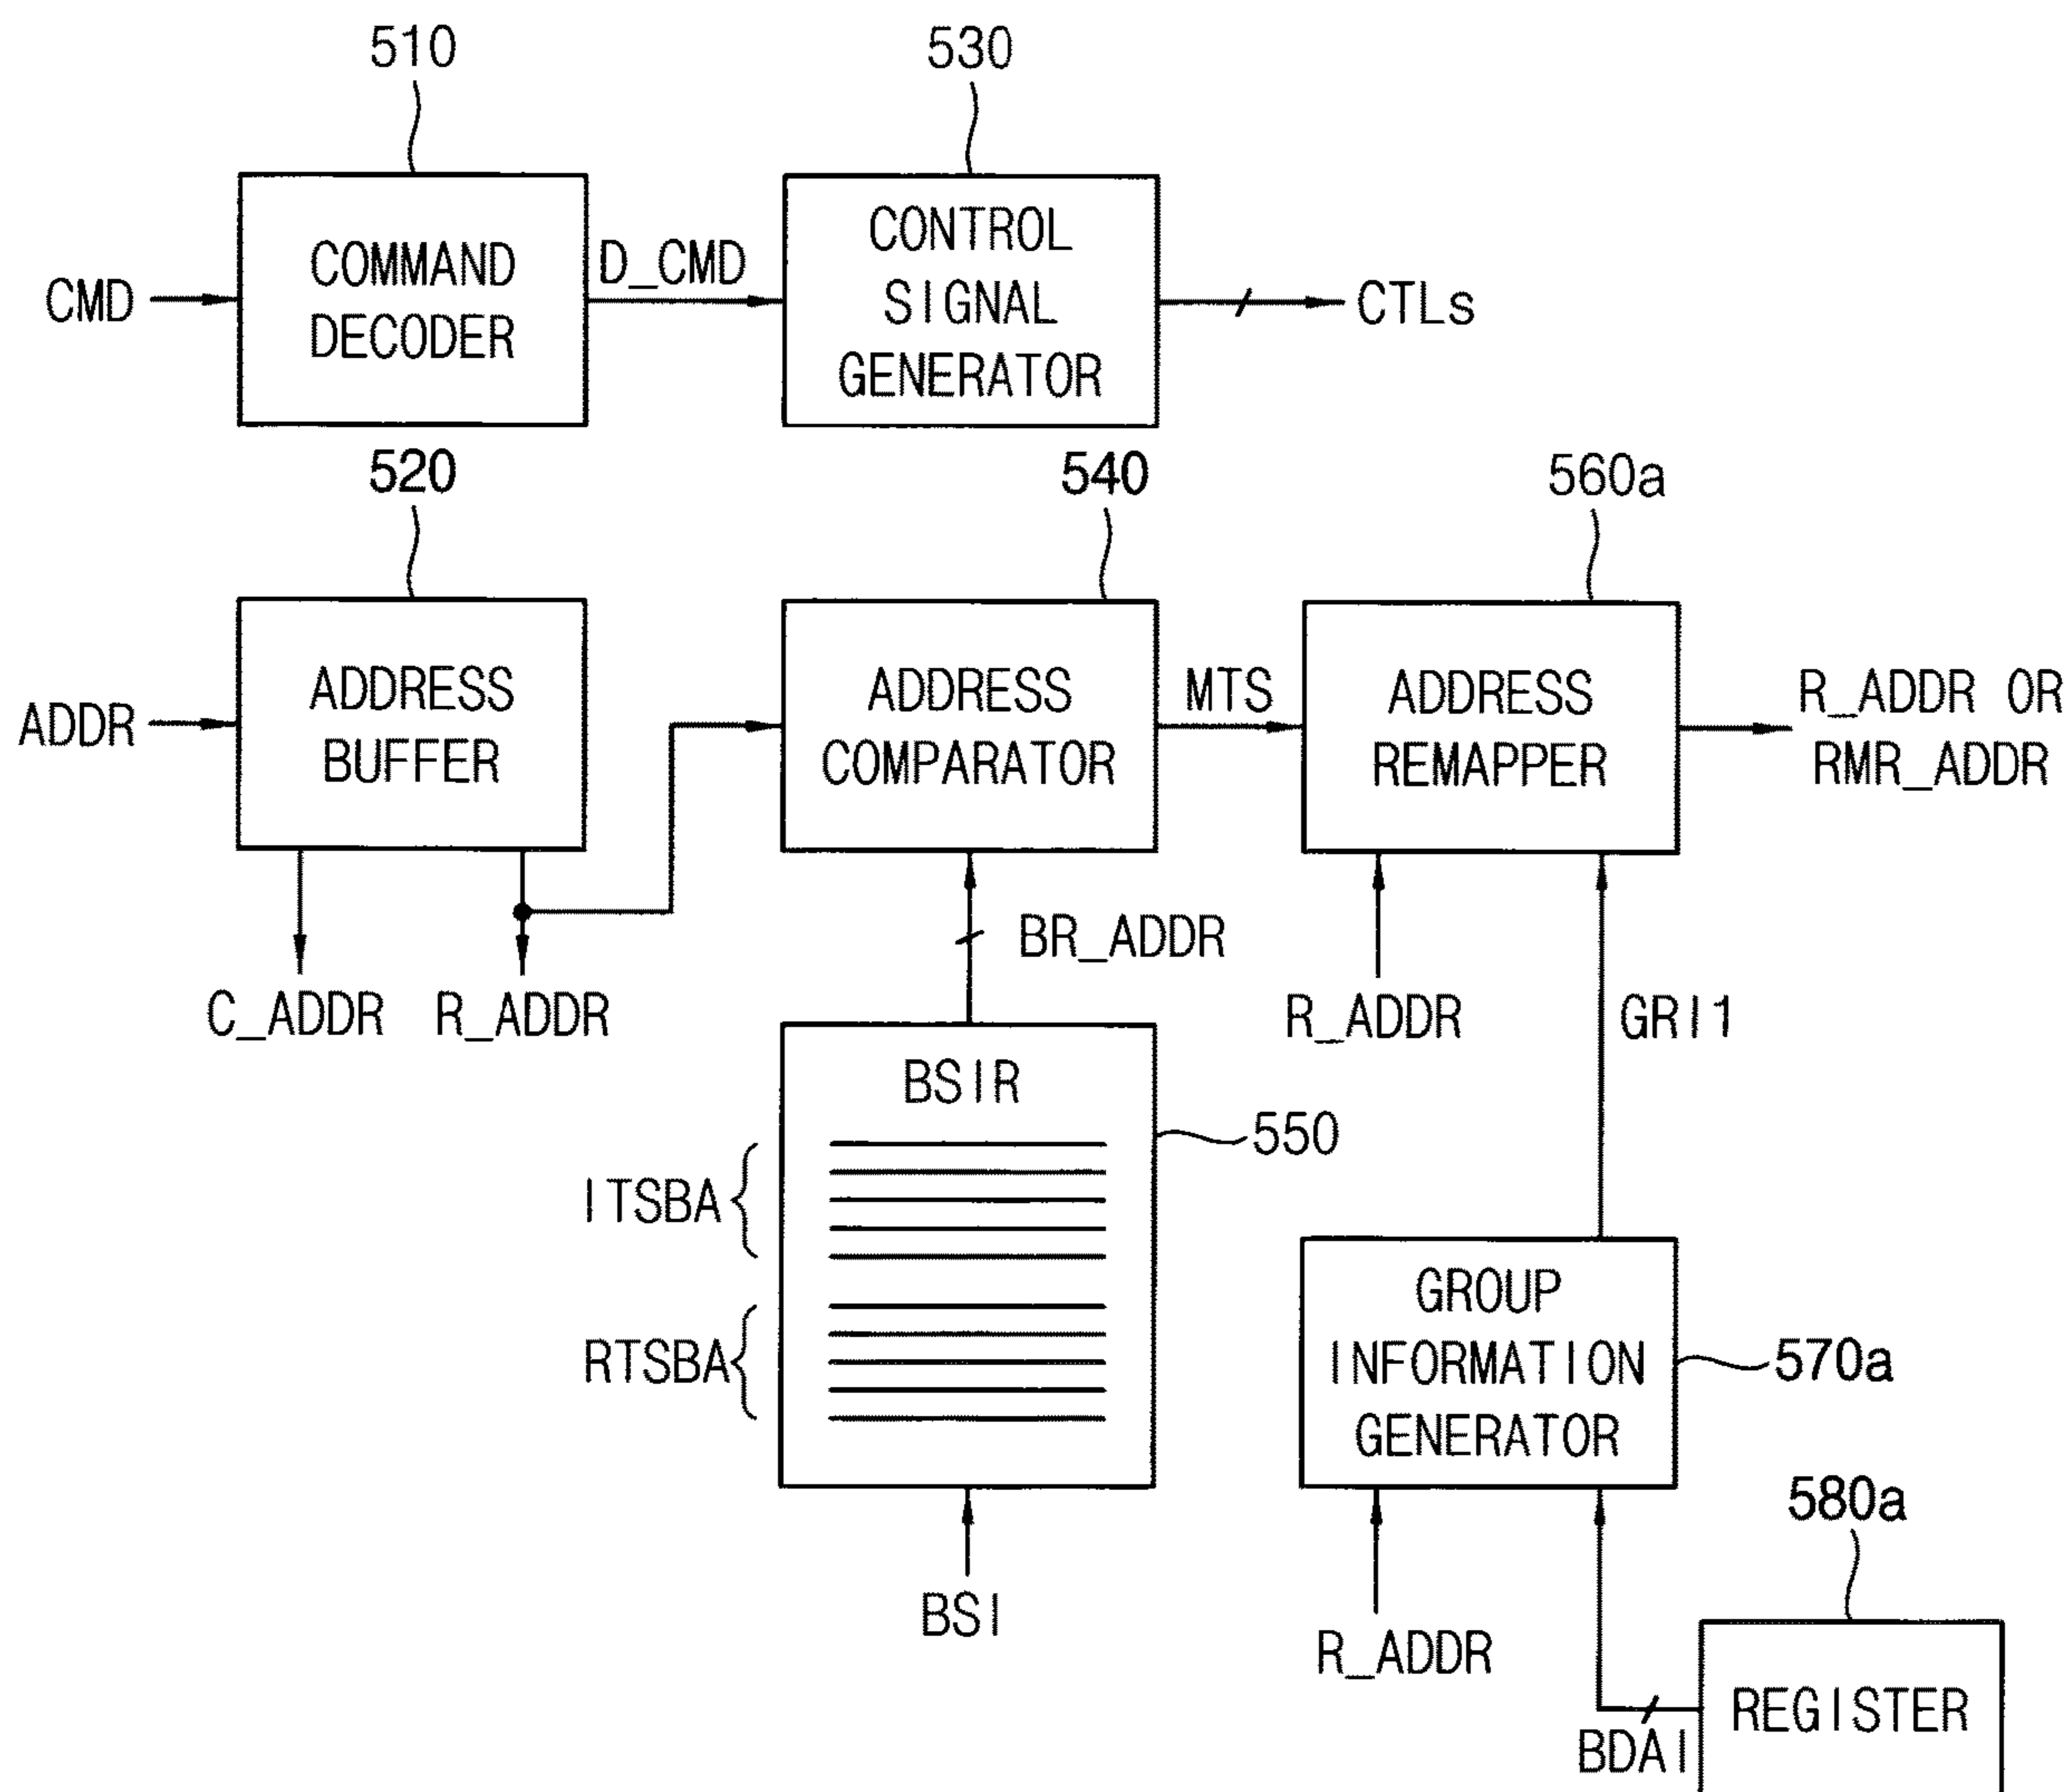 510
530
CMD
COMMAND
DECODER
D_CMD
CONTROL
SIGNAL
GENERATOR
CTLs
520
540
560a
ADDR
ADDRESS
BUFFER
ADDRESS
COMPARATOR
MTS
ADDRESS
REMAPPER
R_ADDR OR
RMR_ADDR
C_ADDR
R_ADDR
BR_ADDR
R_ADDR
GRI1
BSIR
550
ITSBA
RTSBA
BSI
GROUP
INFORMATION
GENERATOR
570a
R_ADDR
580a
BDAI
REGISTER